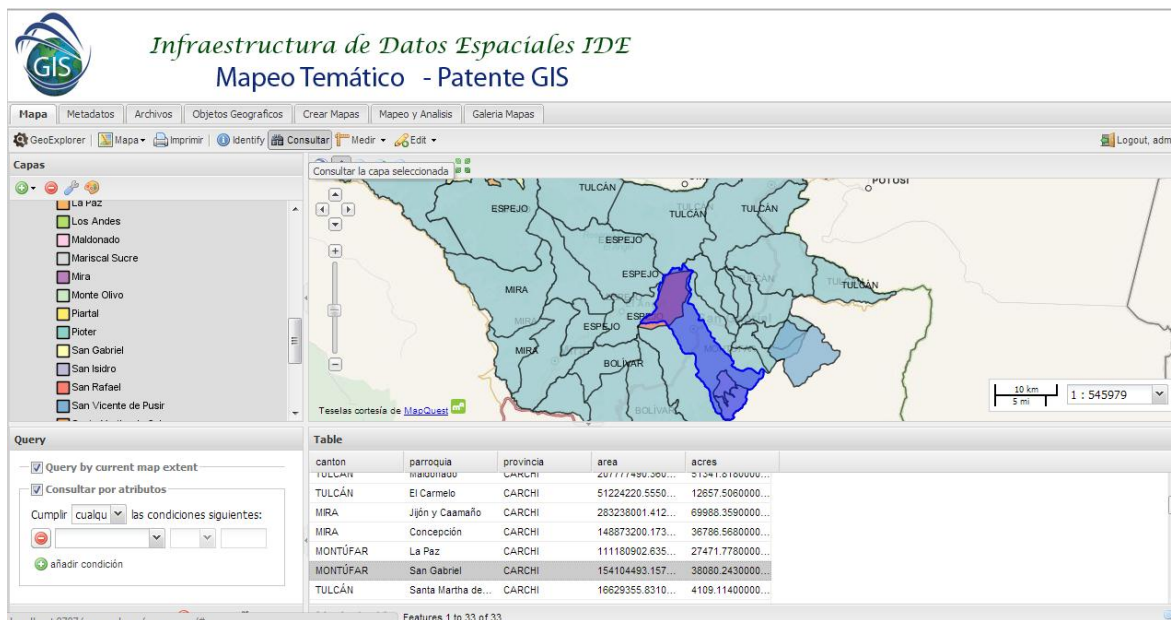 GIS
Infraestructura de Datos Espaciales IDE
Mapeo Temático - Patente GIS
Mapa Metadatos Archivos Objetos Geograficos Crear Mapas Mapeo y Analisis Galeria Mapas
GeoExplorer Mapa Imprimir Identify Consultar Medir Edit Logout, adm
Capas
Consultar la capa seleccionada
La Paz
Los Andes
Maldonado
Mariscal Sucre
Mira
Monte Olivo
Piartal
Pioter
San Gabriel
San Isidro
San Rafael
San Vicente de Pusir
TULCÁN
POTOSI
ESPEJO
TULCÁN
TULCÁN
ESPEJO
ESPEJO
TULCÁN
MIRA
ESPEJO
ESPEJO
MIRA
BOLÍVAR
BOLÍVAR
10 km
5 mi
1 : 545979
Teselas cortesía de MapQuest
Query
Query by current map extent
Consultar por atributos
Cumplir cualqu las condiciones siguientes:
añadir condición
Table
canton parroquia provincia area acres
TULCÁN Maldonado CARCHI 207777490.360... 51341.8180000...
TULCÁN El Carmelo CARCHI 51224220.5550... 12657.5060000...
MIRA Jijón y Caamaño CARCHI 283238001.412... 69988.3590000...
MIRA Concepción CARCHI 148873200.173... 36786.5680000...
MONTÚFAR La Paz CARCHI 111180902.635... 27471.7780000...
MONTÚFAR San Gabriel CARCHI 154104493.157... 38080.2430000...
TULCÁN Santa Martha de... CARCHI 16629355.8310... 4109.11400000...
Features 1 to 33 of 33